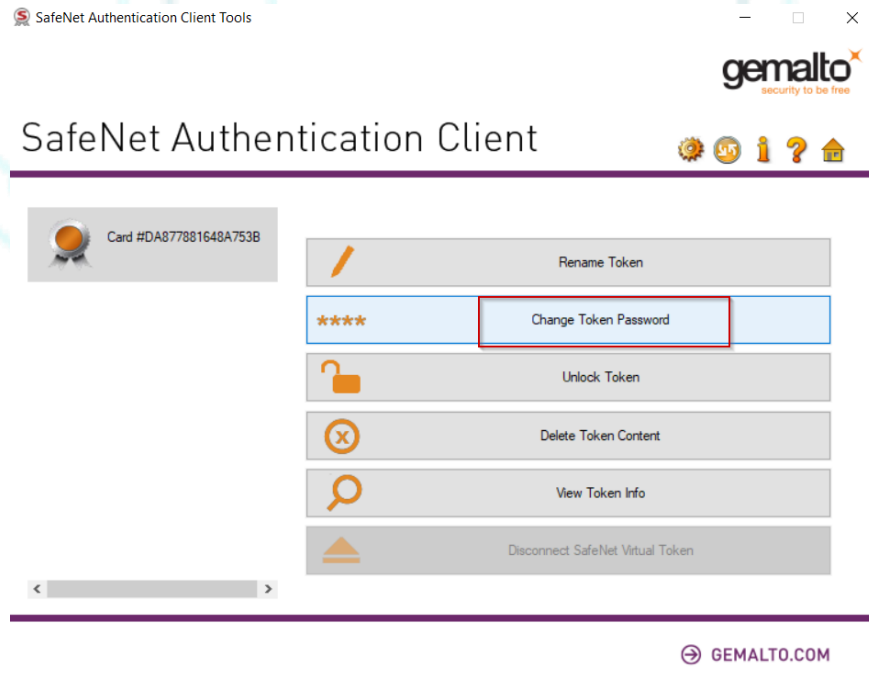 SafeNet Authentication Client Tools
gemalto
security to be free
SafeNet Authentication Client
Card #DA877881648A753B
Rename Token
****
Change Token Password
Unlock Token
Delete Token Content
View Token Info
Disconnect SafeNet Virtual Token
GEMALTO.COM